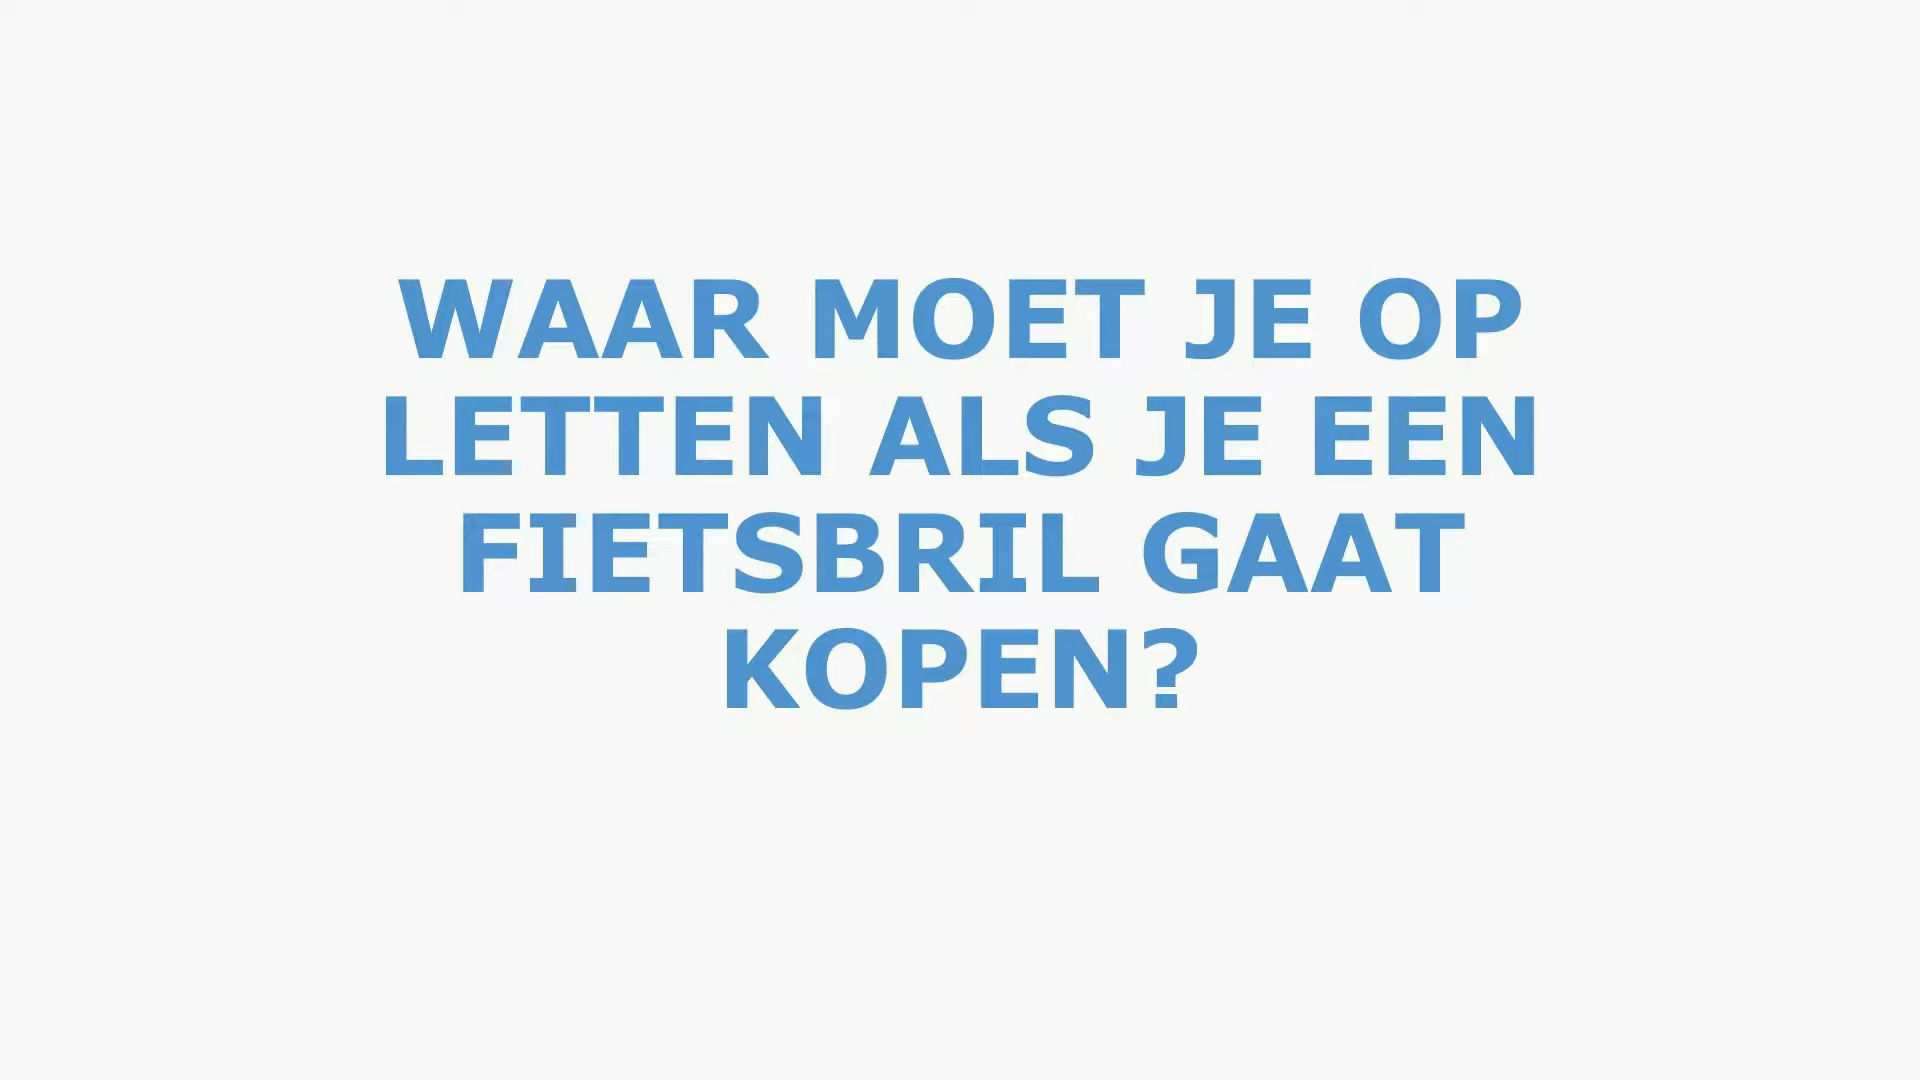 WAAR MOET JE OP
LETTEN ALS JE EEN
FIETSBRIL GAAT
KOPEN?